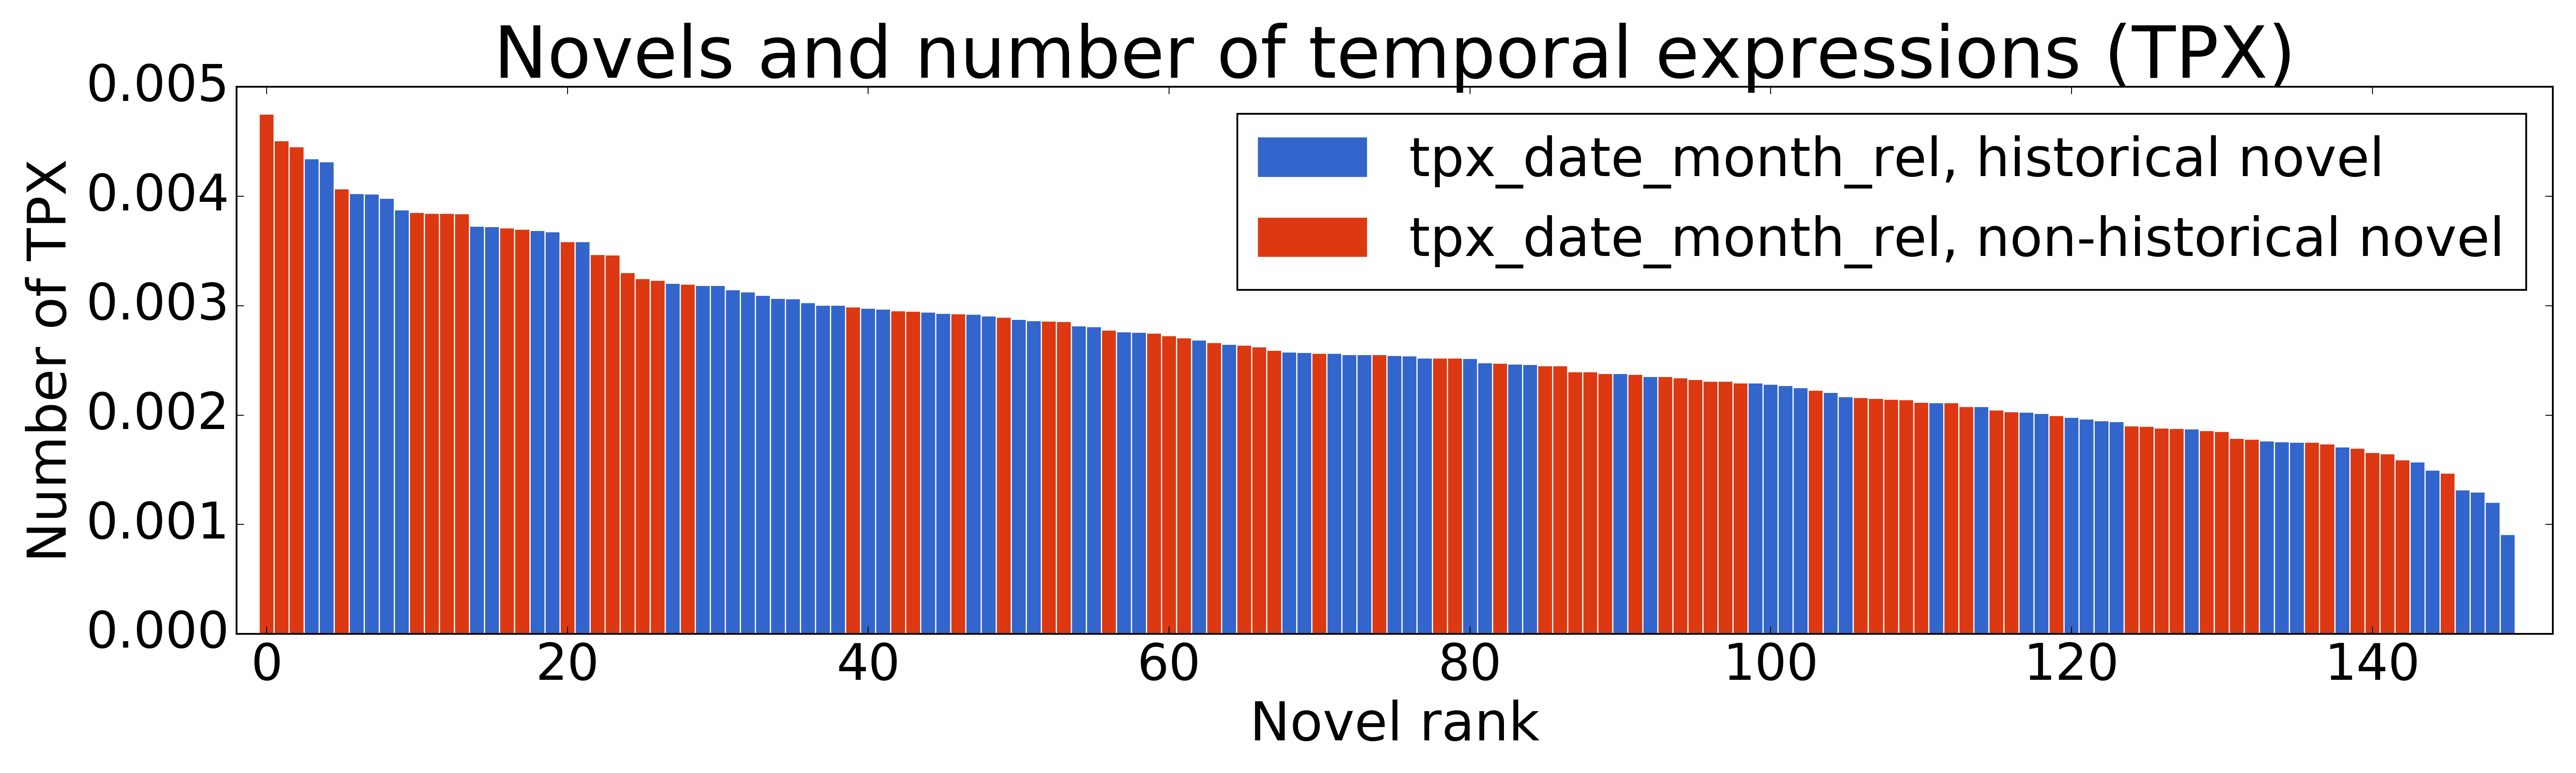 Novels and number of temporal expressions (TPX)
Number of TPX
0.005
0.004
0.003
0.002
0.001
0.000
tpx_date_month_rel, historical novel
tpx_date_month_rel, non-historical novel
0 20 40 60 80 100 120 140
Novel rank